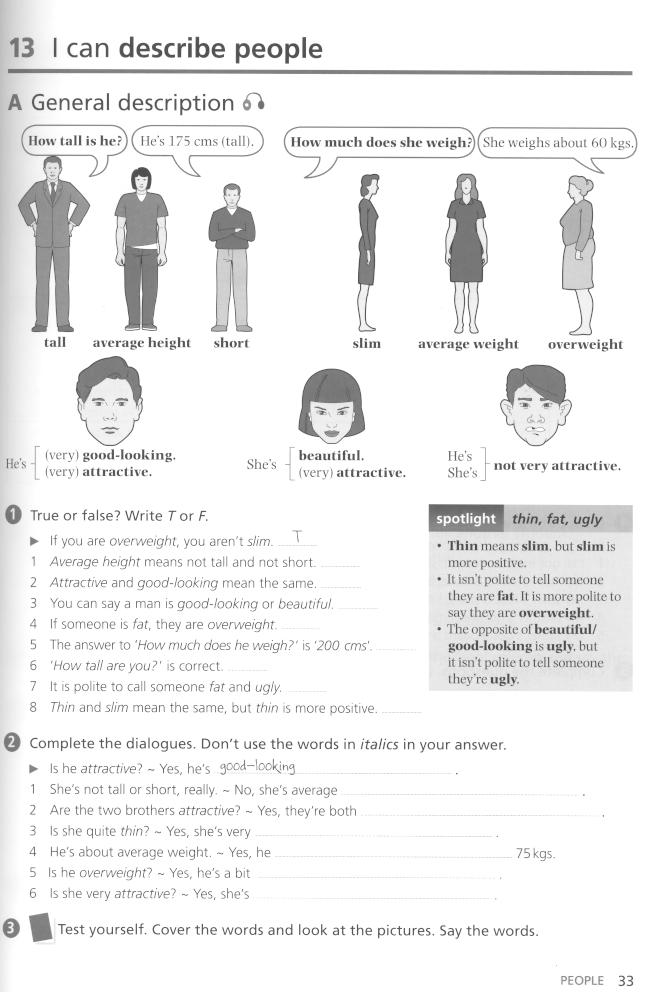 13 I can describe people
A General description
How tall is he? He's 175 cms (tall). How much does she weigh? She weighs about 60 kgs.
tall average height short slim average weight overweight
He's (very) good-looking. (very) attractive.
She's beautiful. (very) attractive.
He's She's not very attractive.
1 True or false? Write T or F.
► If you are overweight, you aren't slim. T
1 Average height means not tall and not short.
2 Attractive and good-looking mean the same.
3 You can say a man is good-looking or beautiful.
4 If someone is fat, they are overweight.
5 The answer to 'How much does he weigh?' is '200 cms'.
6 'How tall are you?' is correct.
7 It is polite to call someone fat and ugly.
8 Thin and slim mean the same, but thin is more positive.
spotlight thin, fat, ugly
• Thin means slim, but slim is
more positive.
• It isn't polite to tell someone
they are fat. It is more polite to
say they are overweight.
• The opposite of beautiful/
good-looking is ugly, but
it isn't polite to tell someone
they're ugly.
2 Complete the dialogues. Don't use the words in italics in your answer.
► Is he attractive? ~ Yes, he's good-looking.
1 She's not tall or short, really. ~ No, she's average .
2 Are the two brothers attractive? ~ Yes, they're both .
3 Is she quite thin? ~ Yes, she's very .
4 He's about average weight. ~ Yes, he 75 kgs.
5 Is he overweight? ~ Yes, he's a bit .
6 Is she very attractive? ~ Yes, she's .
3 Test yourself. Cover the words and look at the pictures. Say the words.
PEOPLE 33